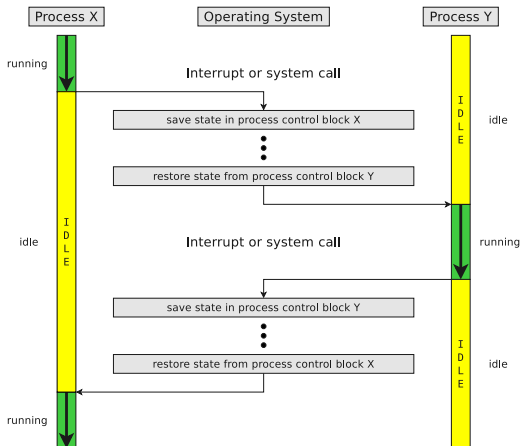 Process X
Operating System
Process Y
running
Interrupt or system call
save state in process control block X
I
D
L
E
idle
restore state from process control block Y
idle
I
D
L
E
Interrupt or system call
running
save state in process control block Y
restore state from process control block X
I
D
L
E
idle
running